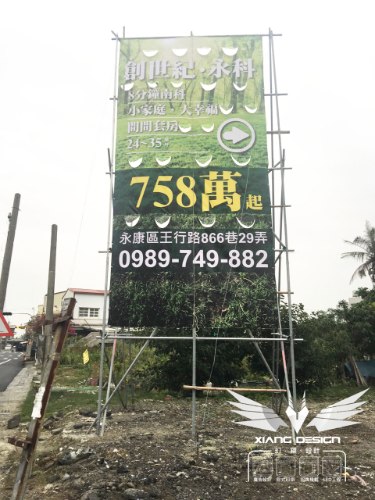 創世紀·永科
8分鐘南科
小家庭·大幸福
間間套房
24~35坪
758萬起
永康區王行路866巷29弄
0989-749-882
XIANG DESIGN